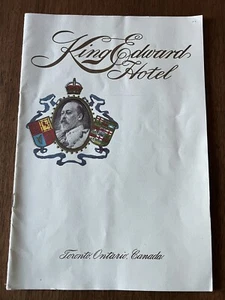 King Edward
Hotel
Toronto, Ontario, Canada